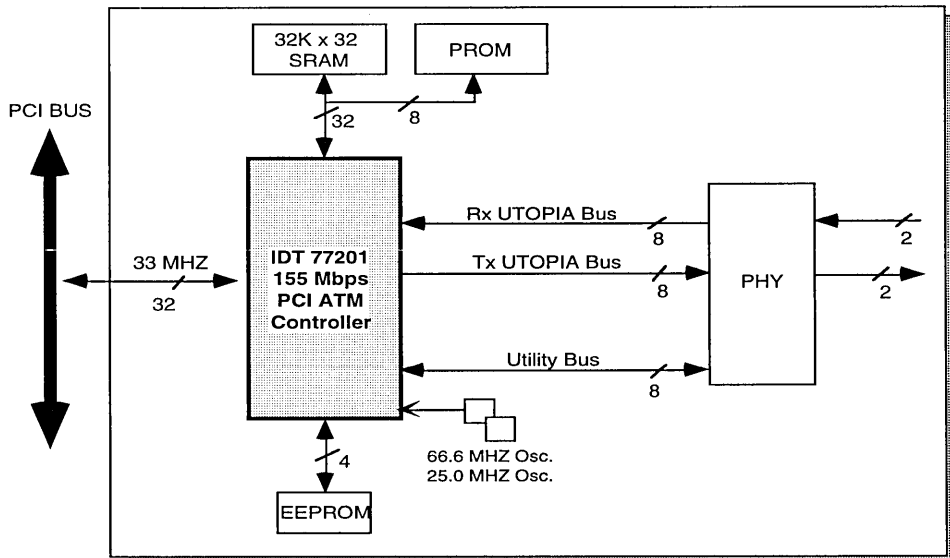 32K x 32
SRAM
PROM
32
8
PCI BUS
33 MHZ
32
IDT 77201
155 Mbps
PCI ATM
Controller
Rx UTOPIA Bus
8
Tx UTOPIA Bus
8
Utility Bus
8
PHY
2
2
66.6 MHZ Osc.
25.0 MHZ Osc.
4
EEPROM